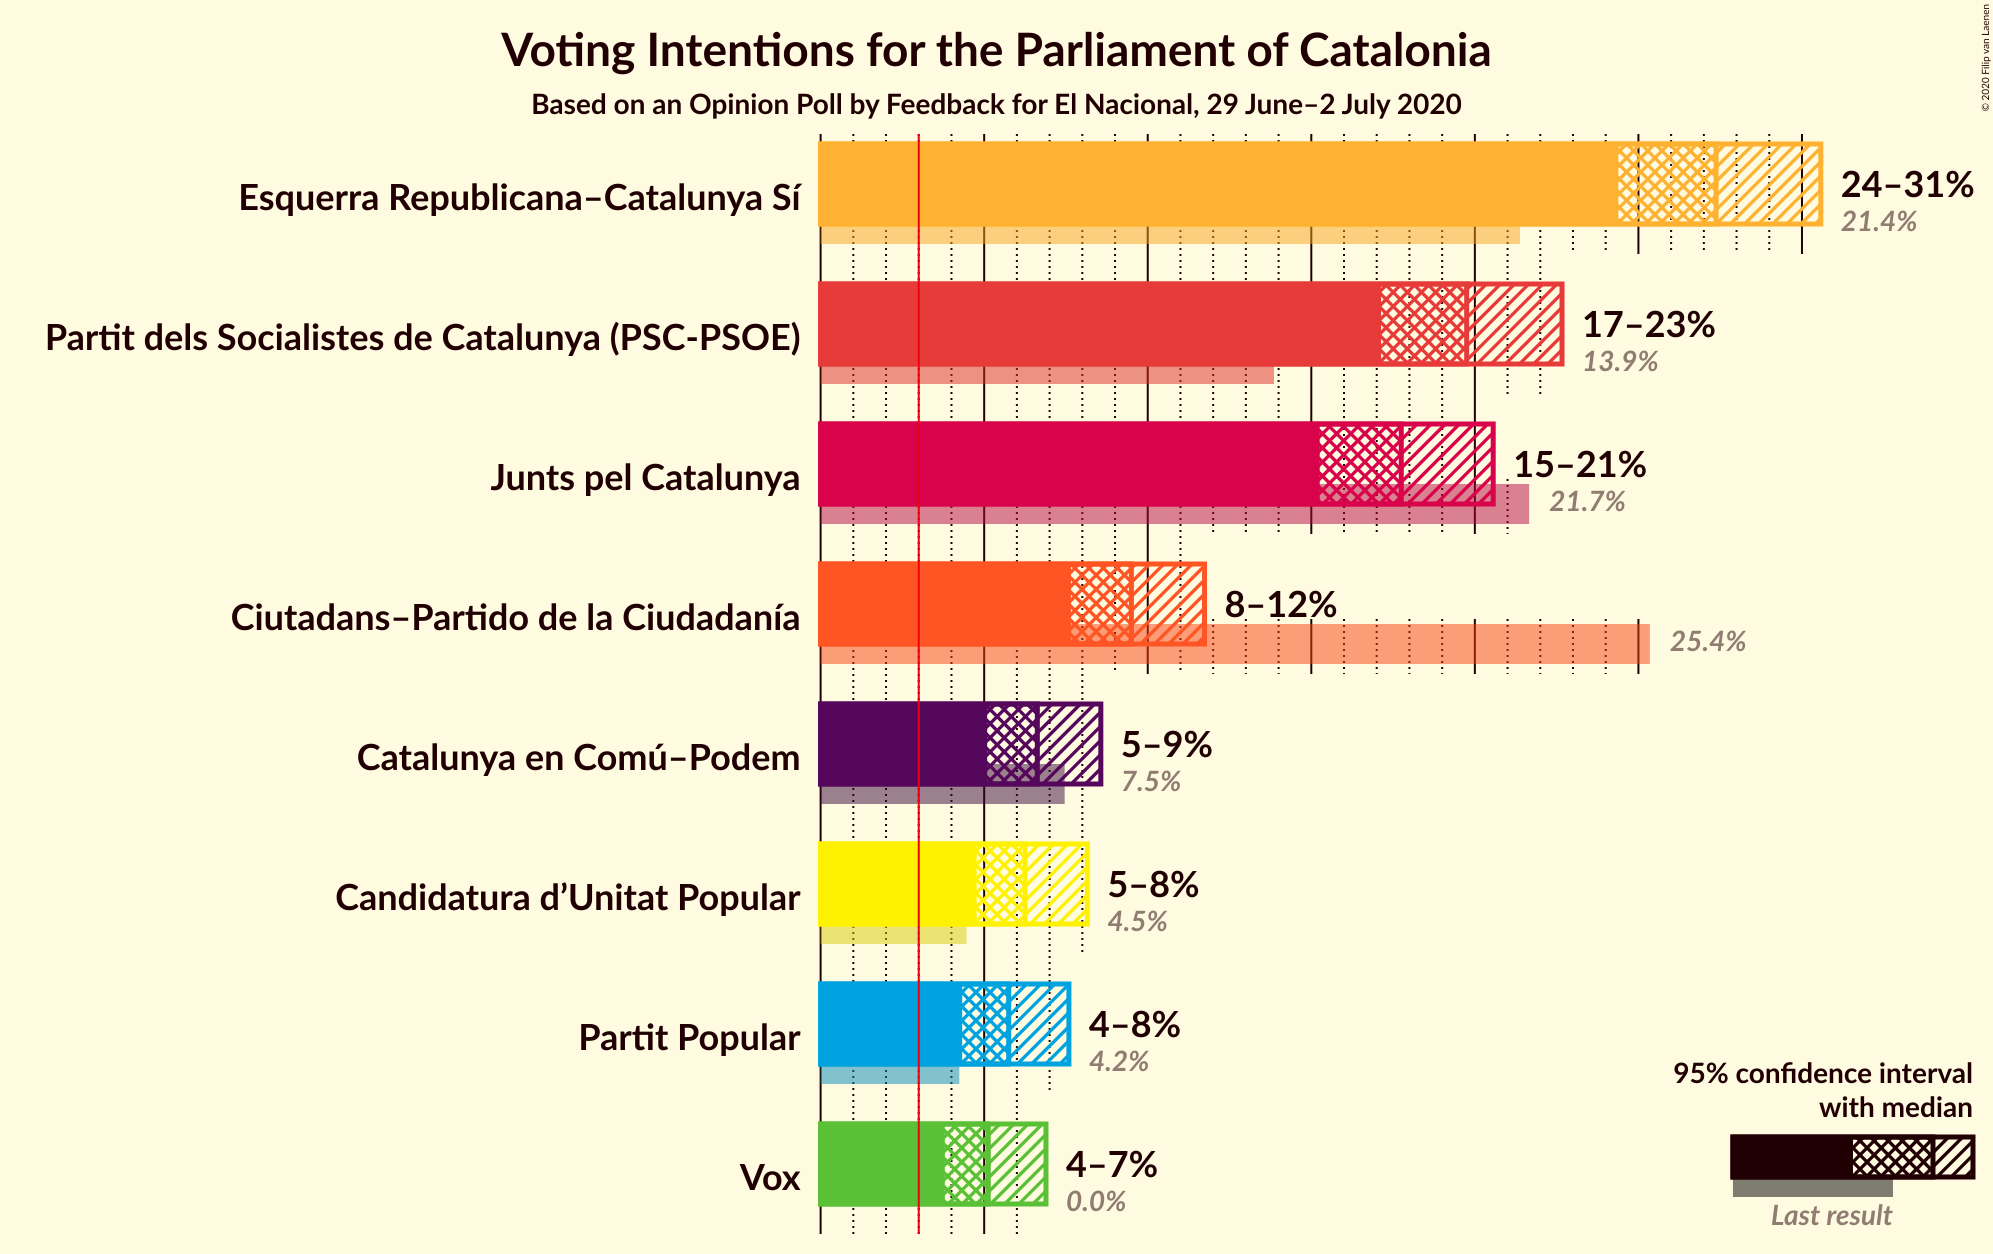 Voting Intentions for the Parliament of Catalonia
Based on an Opinion Poll by Feedback for El Nacional, 29 June–2 July 2020
© 2020 Filip van Laenen
Esquerra Republicana–Catalunya Sí
24–31%
21.4%
Partit dels Socialistes de Catalunya (PSC-PSOE)
17–23%
13.9%
Junts pel Catalunya
15–21%
21.7%
Ciutadans–Partido de la Ciudadanía
8–12%
25.4%
Catalunya en Comú–Podem
5–9%
7.5%
Candidatura d’Unitat Popular
5–8%
4.5%
Partit Popular
4–8%
4.2%
Vox
4–7%
0.0%
95% confidence interval
with median
Last result